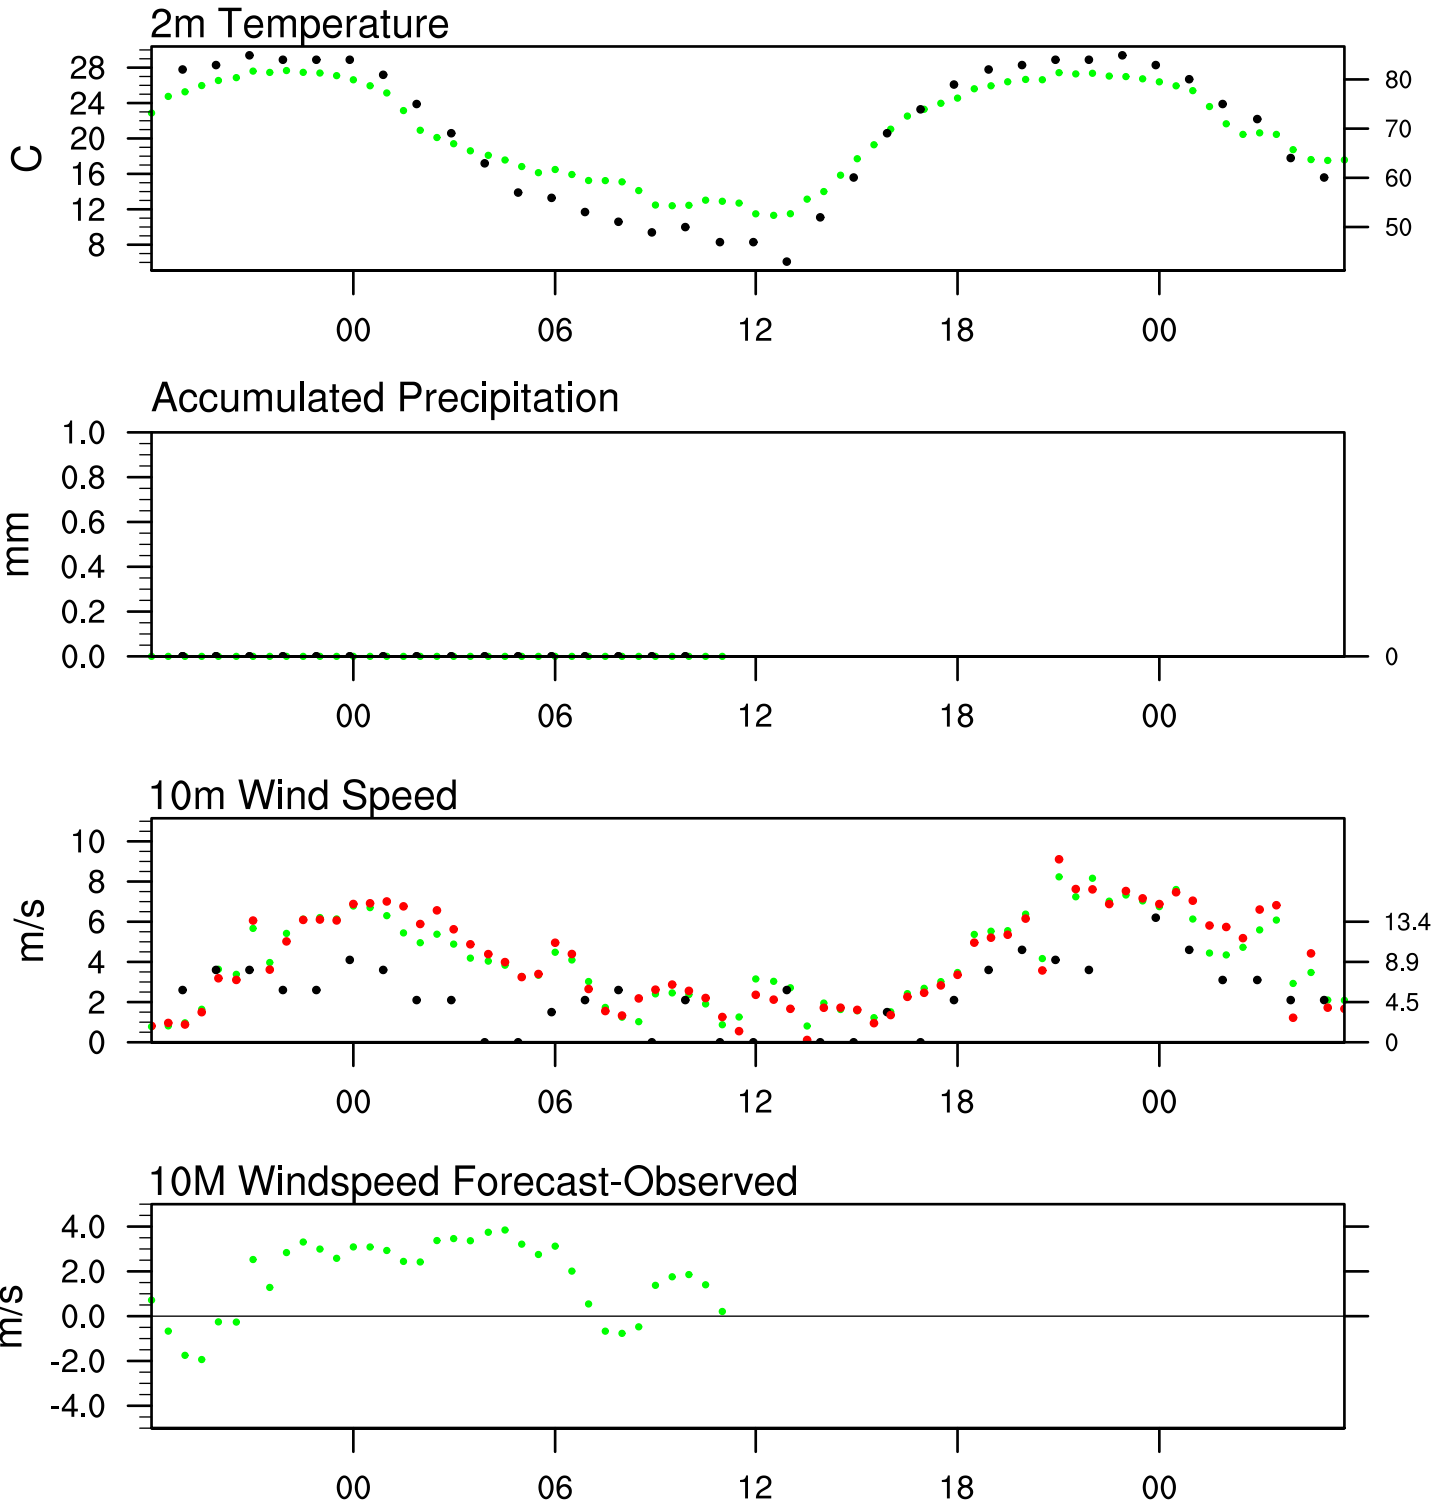 2m Temperature
C
28
24
20
16
12
8
80
70
60
50
00 06 12 18 00
Accumulated Precipitation
mm
1.0
0.8
0.6
0.4
0.2
0.0
0
00 06 12 18 00
10m Wind Speed
m/s
10
8
6
4
2
0
13.4
8.9
4.5
0
00 06 12 18 00
10M Windspeed Forecast-Observed
m/s
4.0
2.0
0.0
-2.0
-4.0
00 06 12 18 00